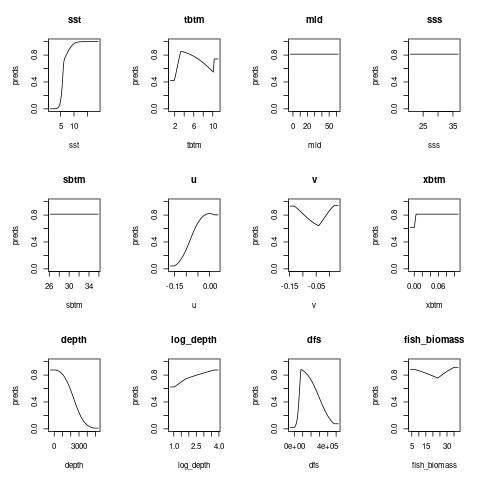 sst
tbtm
mld
sss
preds
0.0 0.4 0.8
5 10
sst
preds
0.0 0.4 0.8
2 4 6 8 10
tbtm
preds
0.0 0.4 0.8
0 20 50
mld
preds
0.0 0.4 0.8
25 35
sss
sbtm
u
v
xbtm
preds
0.0 0.4 0.8
26 30 34
sbtm
preds
0.0 0.4 0.8
-0.15 0.00
u
preds
0.0 0.4 0.8
-0.15 -0.05
v
preds
0.0 0.4 0.8
0.00 0.06
xbtm
depth
log_depth
dfs
fish_biomass
preds
0.0 0.4 0.8
0 3000
depth
preds
0.0 0.4 0.8
1.0 2.5 4.0
log_depth
preds
0.0 0.4 0.8
0e+00 4e+05
dfs
preds
0.0 0.4 0.8
5 15 30
fish_biomass